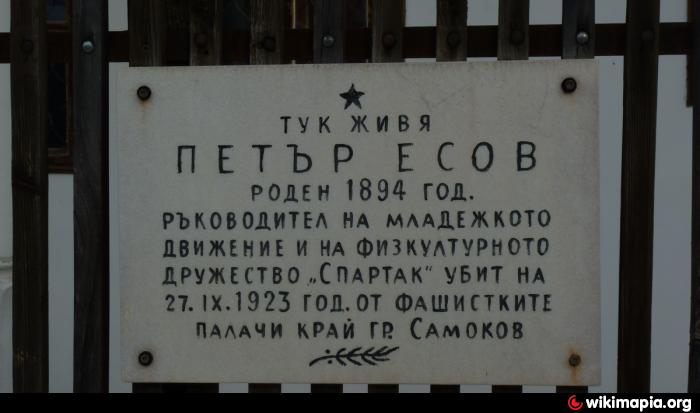 ТУК ЖИВЯ
ПЕТЪР ЕСОВ
РОДЕН 1894 ГОД.
РЪКОВОДИТЕЛ НА МЛАДЕЖКОТО
ДВИЖЕНИЕ И НА ФИЗКУЛТУРНОТО
ДРУЖЕСТВО „СПАРТАК“ УБИТ НА
27. IX. 1923 ГОД. ОТ ФАШИСТКИТЕ
ПАЛАЧИ КРАЙ ГР. САМОКОВ
wikimapia.org